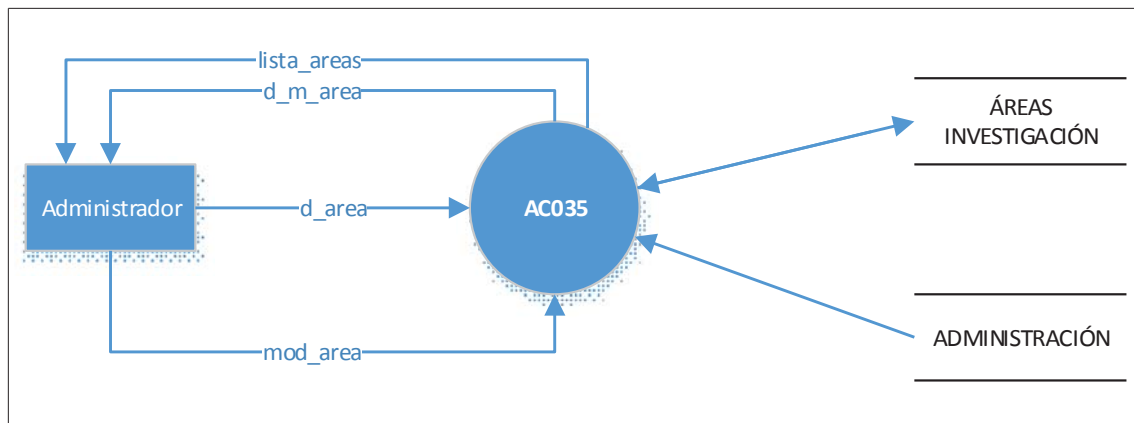 lista_areas
d_m_area
ÁREAS
INVESTIGACIÓN
Administrador
d_area
AC035
mod_area
ADMINISTRACIÓN